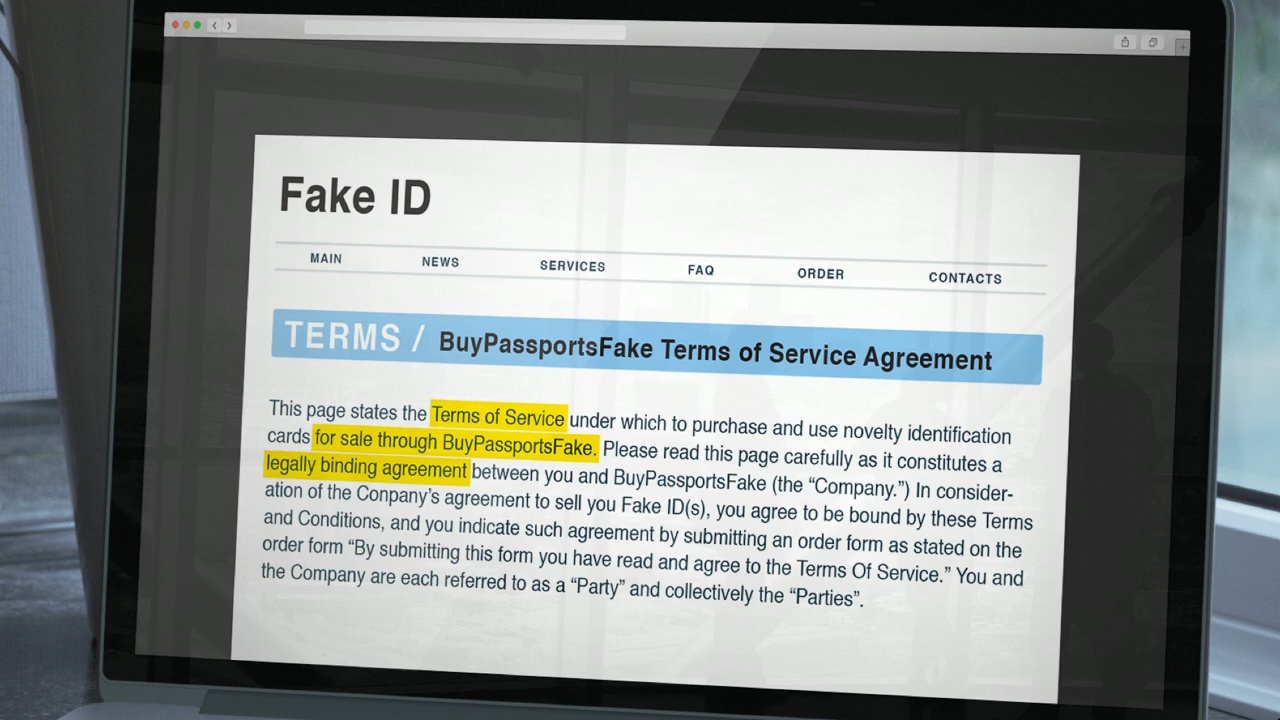 Fake ID
MAIN NEWS SERVICES FAQ ORDER CONTACTS
TERMS / BuyPassportsFake Terms of Service Agreement
This page states the Terms of Service under which to purchase and use novelty identification
cards for sale through BuyPassportsFake. Please read this page carefully as it constitutes a
legally binding agreement between you and BuyPassportsFake (the “Company.”) In consider-
ation of the Conpany’s agreement to sell you Fake ID(s), you agree to be bound by these Terms
and Conditions, and you indicate such agreement by submitting an order form as stated on the
order form “By submitting this form you have read and agree to the Terms Of Service.” You and
the Company are each referred to as a “Party” and collectively the “Parties”.